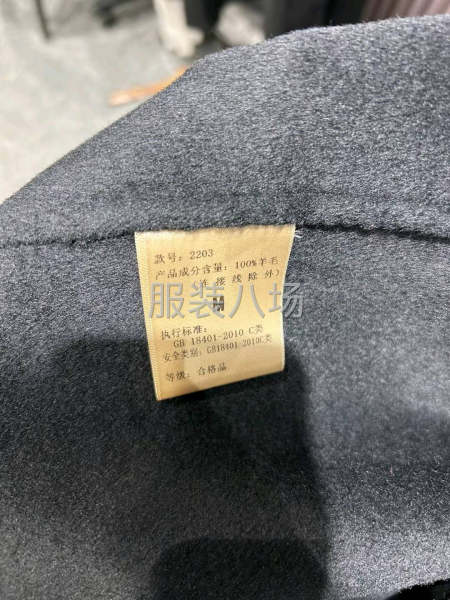 款号：2203
产品成分含量：100%羊毛
（连接线除外）
服装八场
执行标准：
GB 18401-2010 C类
安全类别：GB18401-2010C类
等级：合格品